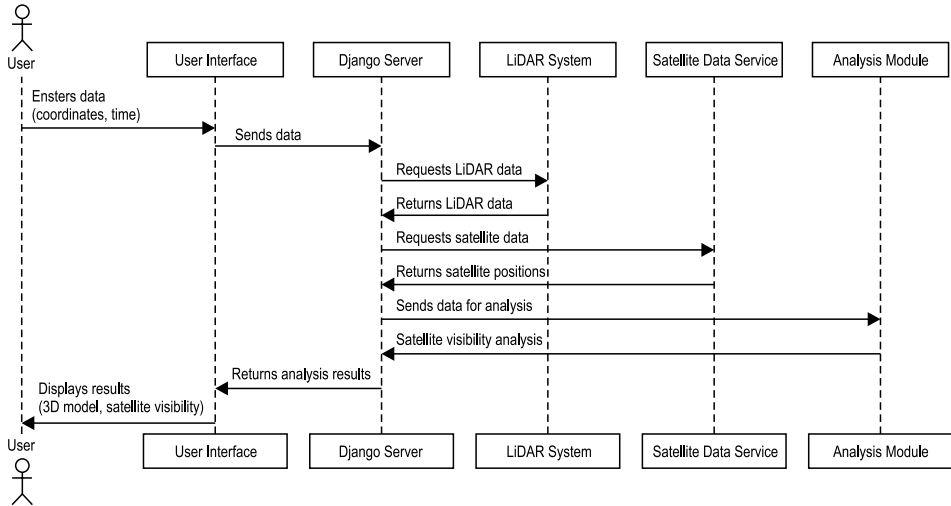 User
User Interface
Django Server
LiDAR System
Satellite Data Service
Analysis Module
Ensters data
(coordinates, time)
Sends data
Requests LiDAR data
Returns LiDAR data
Requests satellite data
Returns satellite positions
Sends data for analysis
Satellite visibility analysis
Returns analysis results
Displays results
(3D model, satellite visibility)
User
User Interface
Django Server
LiDAR System
Satellite Data Service
Analysis Module